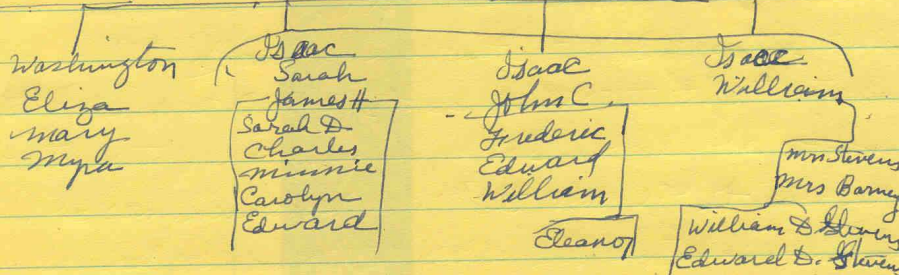 Washington
Eliza
Mary
Myra
Isaac
Sarah
James H
Sarah D
Charles
Minnie
Carolyn
Edward
Isaac
John C.
Frederic
Edward
William
Eleanor
Isaac
William
Mrs Stevens
Mrs Barney
William D. Stevens
Edward D. Stevens